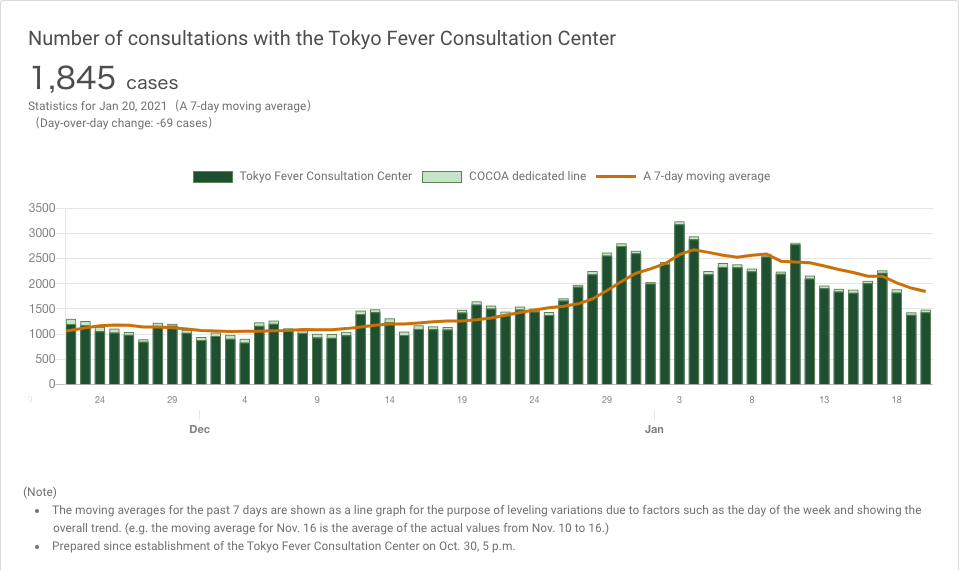 Number of consultations with the Tokyo Fever Consultation Center
1,845 cases
Statistics for Jan 20, 2021（A 7-day moving average）
（Day-over-day change: -69 cases）
Tokyo Fever Consultation Center COCOA dedicated line A 7-day moving average
3500
3000
2500
2000
1500
1000
500
0
24 29 4 9 14 19 24 29 3 8 13 18
Dec Jan
(Note)
• The moving averages for the past 7 days are shown as a line graph for the purpose of leveling variations due to factors such as the day of the week and showing the
overall trend. (e.g. the moving average for Nov. 16 is the average of the actual values from Nov. 10 to 16.)
• Prepared since establishment of the Tokyo Fever Consultation Center on Oct. 30, 5 p.m.